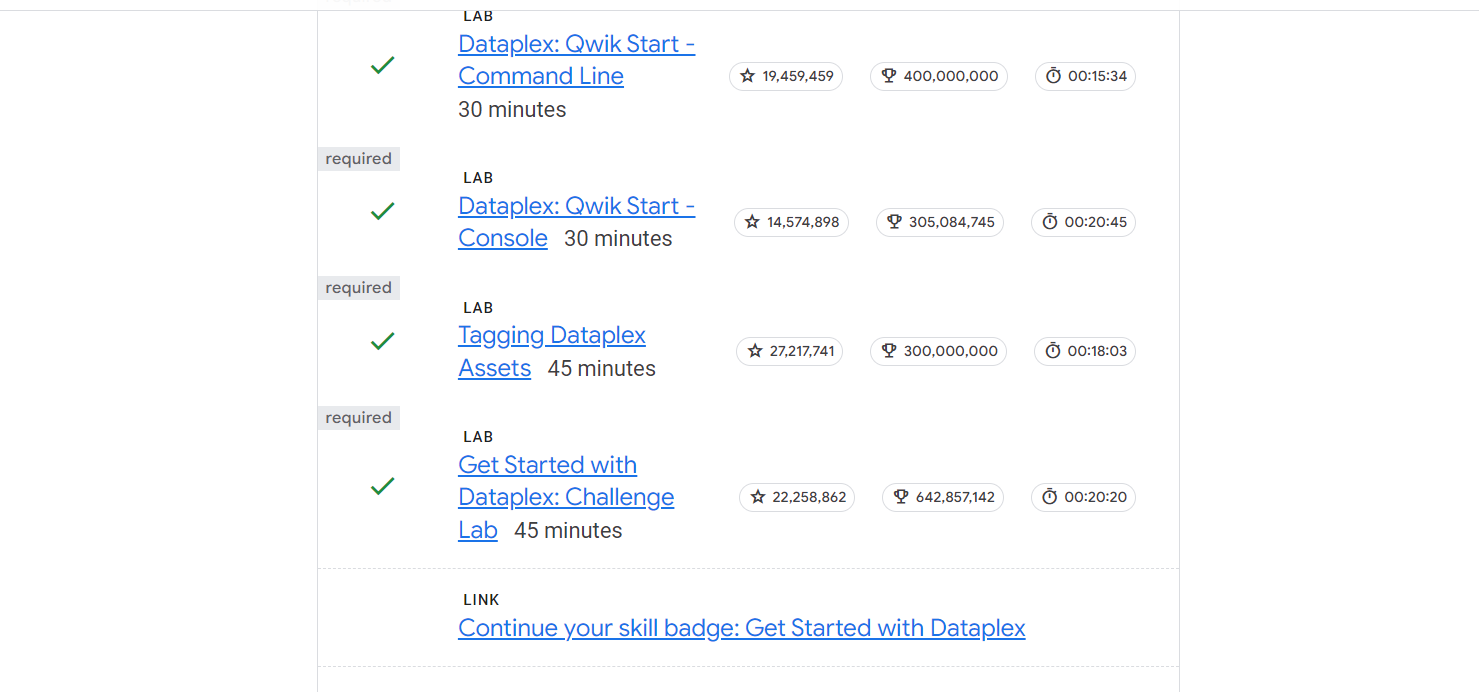 LAB
Dataplex: Qwik Start -
Command Line
30 minutes
19,459,459
400,000,000
00:15:34
required
LAB
Dataplex: Qwik Start -
Console 30 minutes
14,574,898
305,084,745
00:20:45
required
LAB
Tagging Dataplex
Assets 45 minutes
27,217,741
300,000,000
00:18:03
required
LAB
Get Started with
Dataplex: Challenge
Lab 45 minutes
22,258,862
642,857,142
00:20:20
LINK
Continue your skill badge: Get Started with Dataplex